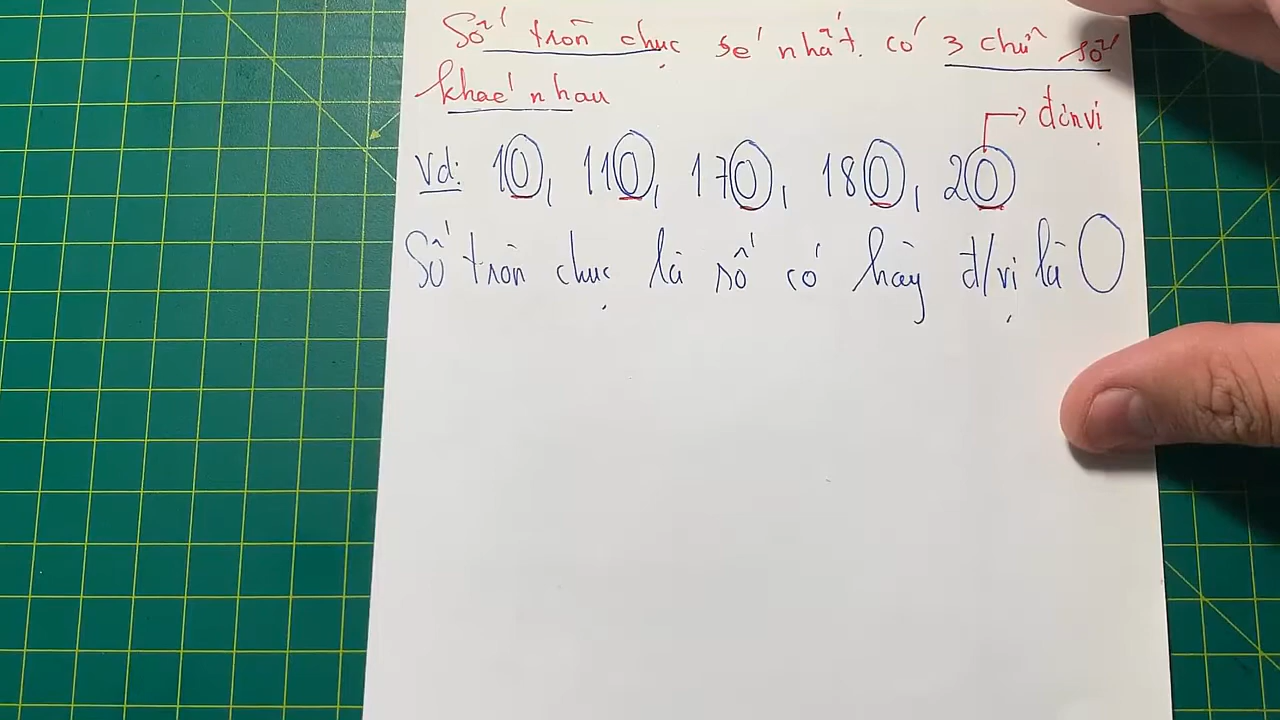 Số tròn chục bé nhất có 3 chữ số
khác nhau
→ đơn vị
Vd: 10, 110, 170, 180, 20
Số tròn chục là số có hàng đ/vị là 0